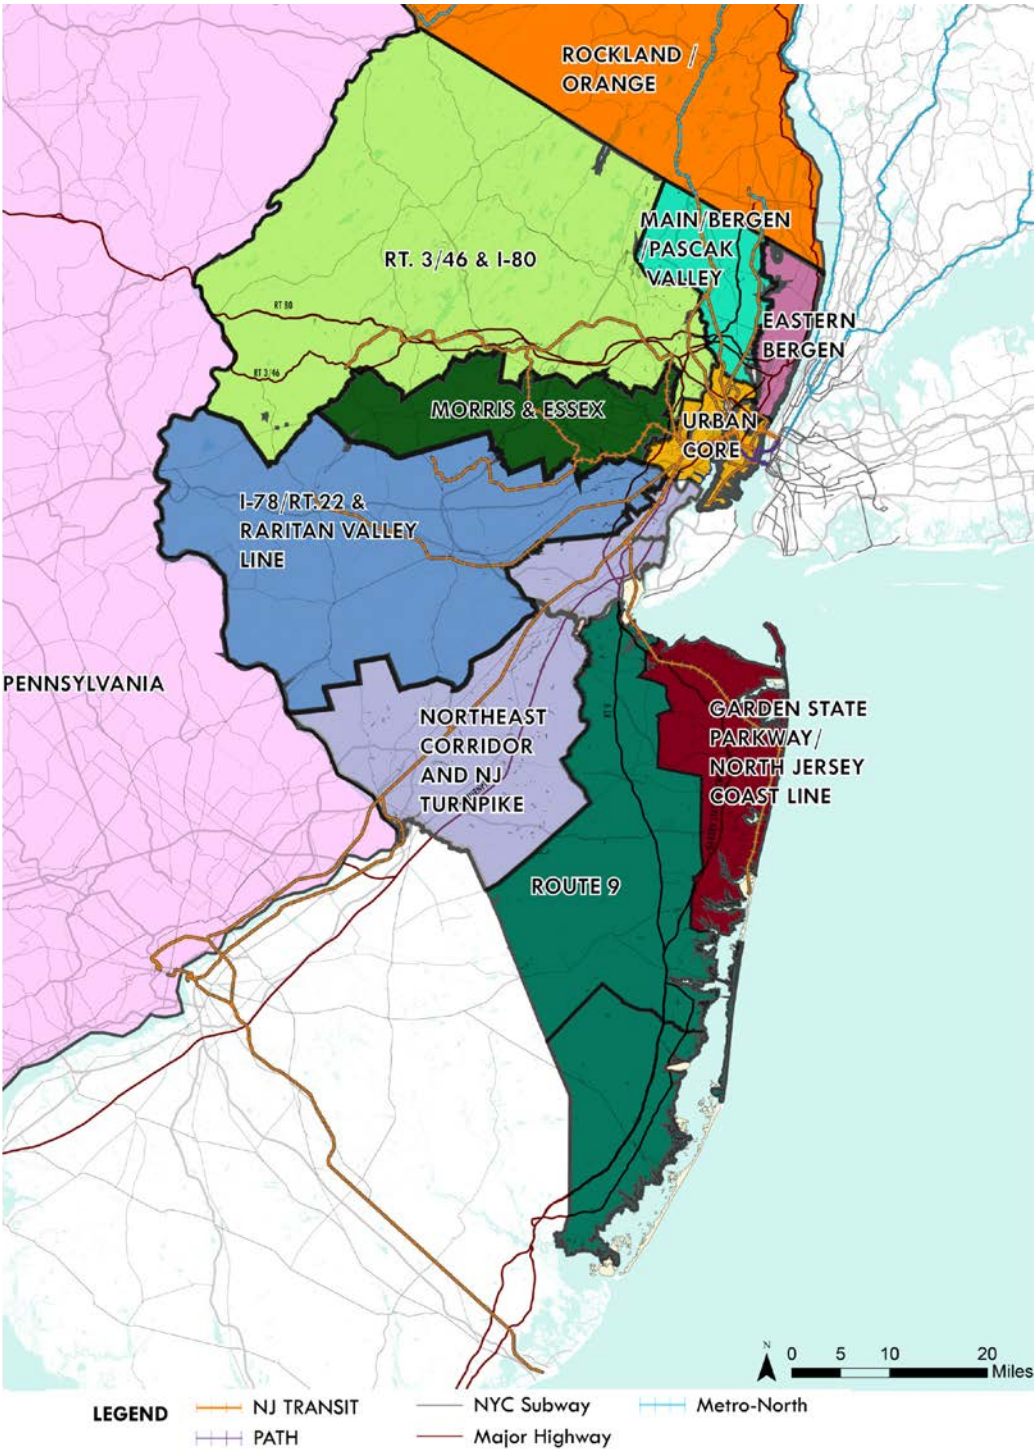 ROCKLAND /
ORANGE
MAIN/BERGEN
/PASCAK
VALLEY
RT. 3/46 & I-80
RT 80
EASTERN
BERGEN
RT 3/46
MORRIS & ESSEX
URBAN
CORE
I-78/RT.22 &
RARITAN VALLEY
LINE
PENNSYLVANIA
NORTHEAST
CORRIDOR
AND NJ
TURNPIKE
RT 9
GARDEN STATE
PARKWAY/
NORTH JERSEY
COAST LINE
ROUTE 9
N
0 5 10 20
Miles
LEGEND
NJ TRANSIT
NYC Subway
Metro-North
PATH
Major Highway